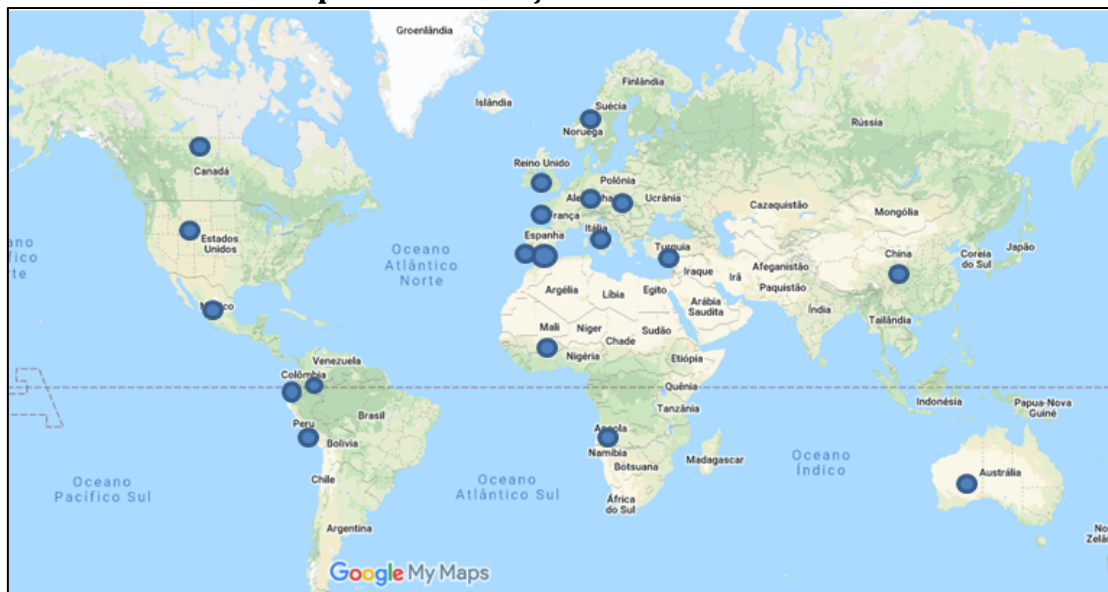 Groenlândia
Islândia
Finlândia
Suécia
Noruega
Rússia
Canadá
Reino Unido
Polônia
Ucrânia
Cazaquistão
Mongólia
Estados
Unidos
Espanha
Itália
Turquia
China
Coreia
do Sul
Japão
Oceano
Atlântico
Norte
Iraque
Irã
Afeganistão
Paquistão
Argélia
Líbia
Egito
Arábia
Saudita
Índia
Tailândia
Mali
Níger
Chade
Sudão
Venezuela
Nigéria
Etiópia
Colômbia
Quênia
Indonésia
Papua-Nova
Guiné
Brasil
Tanzânia
Peru
Bolívia
Angola
Namíbia
Botsuana
Madagascar
Oceano
Índico
Oceano
Pacífico Sul
Chile
Oceano
Atlântico Sul
África
do Sul
Austrália
Argentina
Google My Maps